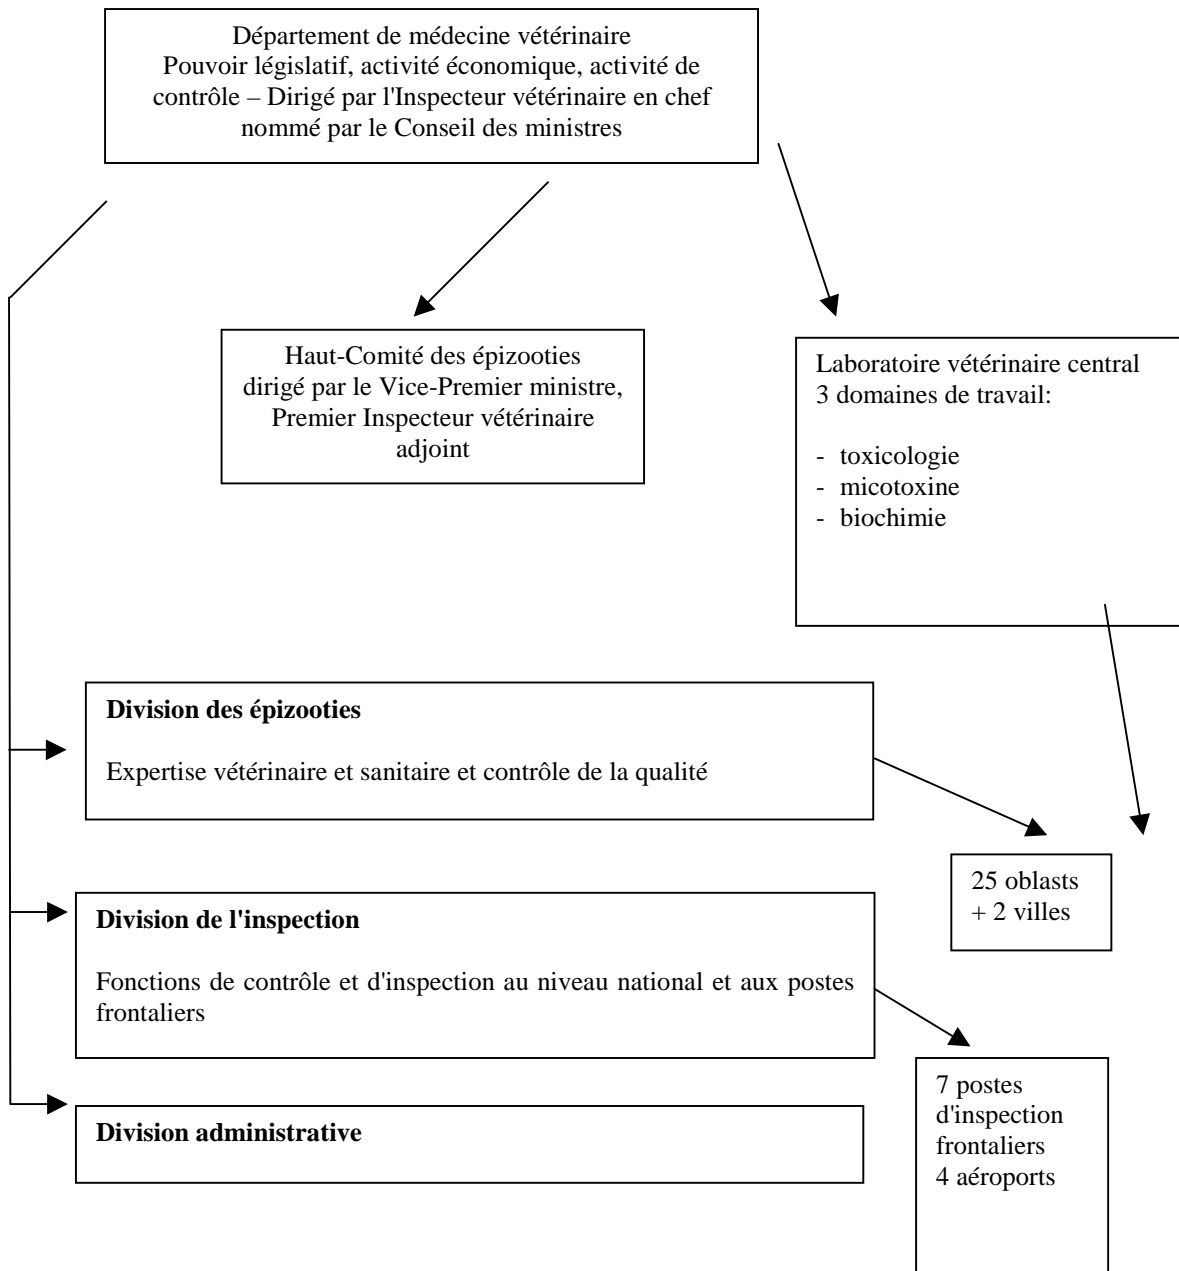 Département de médecine vétérinaire
Pouvoir législatif, activité économique, activité de
contrôle – Dirigé par l'Inspecteur vétérinaire en chef
nommé par le Conseil des ministres
Haut-Comité des épizooties
dirigé par le Vice-Premier ministre,
Premier Inspecteur vétérinaire
adjoint
Laboratoire vétérinaire central
3 domaines de travail:
- toxicologie
- micotoxine
- biochimie
Division des épizooties
Expertise vétérinaire et sanitaire et contrôle de la qualité
25 oblasts
+ 2 villes
Division de l'inspection
Fonctions de contrôle et d'inspection au niveau national et aux postes
frontaliers
7 postes
d'inspection
frontaliers
4 aéroports
Division administrative